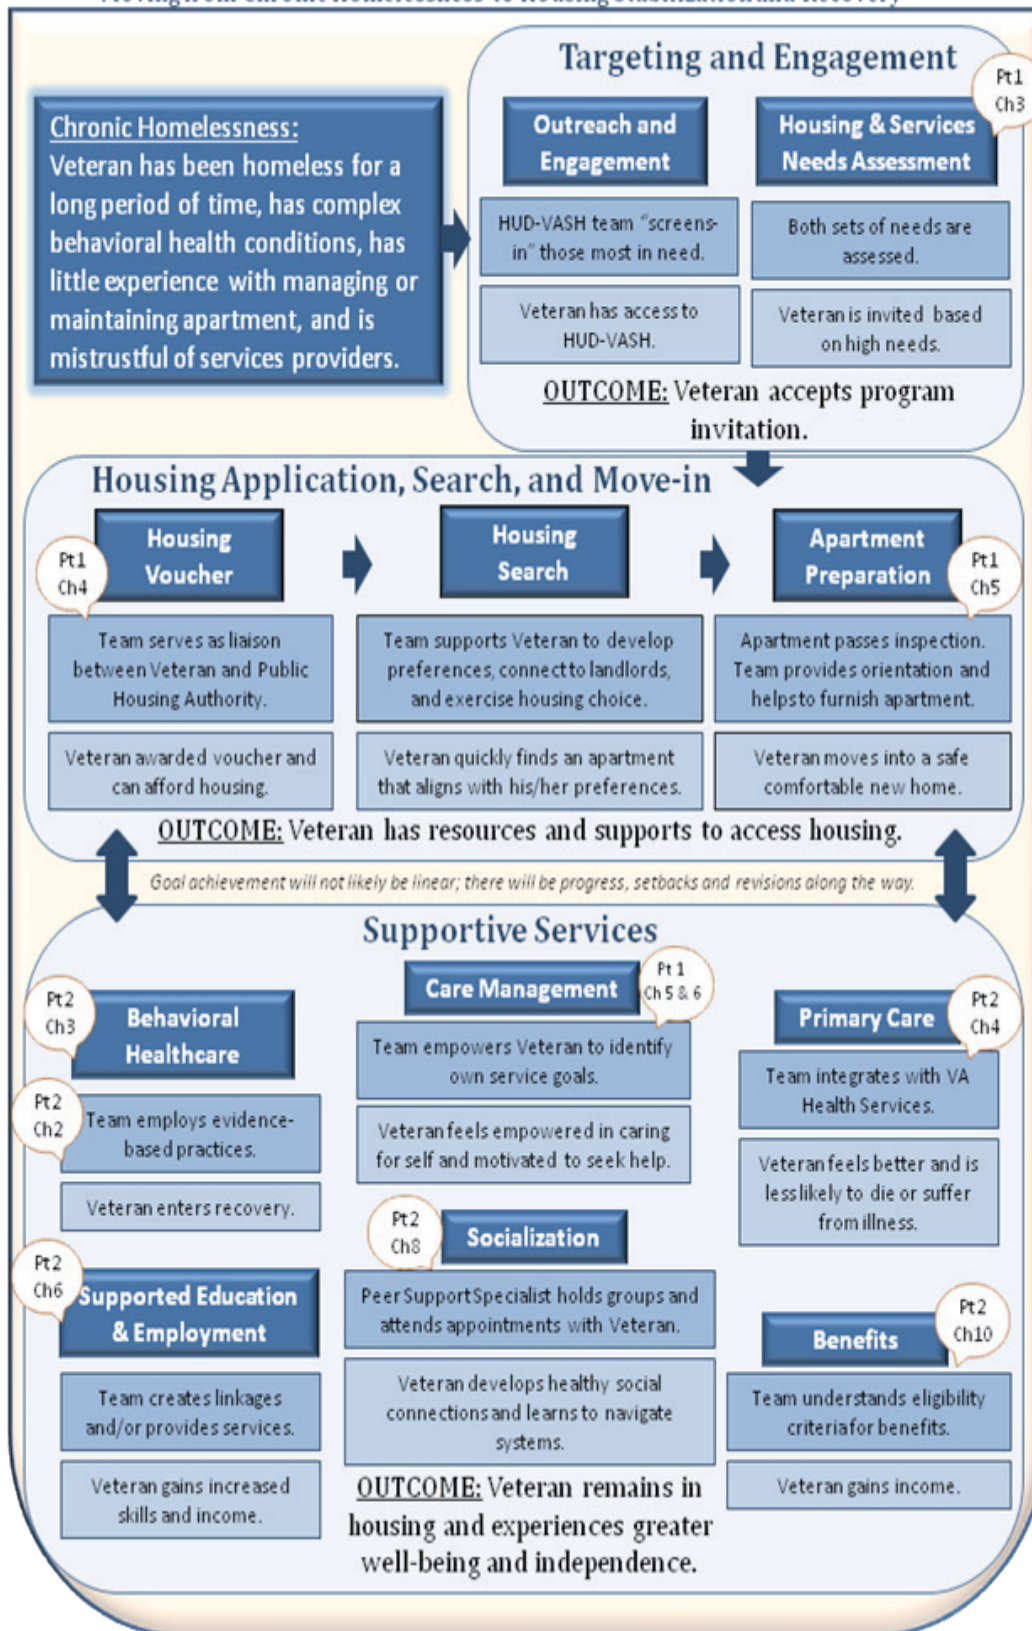 Moving from Chronic Homelessness to Housing Stabilization and Recovery
Chronic Homelessness:
Veteran has been homeless for a
long period of time, has complex
behavioral health conditions, has
little experience with managing or
maintaining apartment, and is
mistrustful of services providers.
Targeting and Engagement
Pt1
Ch3
Outreach and
Engagement
HUD-VASH team "screens-
in" those most in need.
Veteran has access to
HUD-VASH.
Housing & Services
Needs Assessment
Both sets of needs are
assessed.
Veteran is invited based
on high needs.
OUTCOME: Veteran accepts program
invitation.
Housing Application, Search, and Move-in
Pt1
Ch4
Housing
Voucher
Team serves as liaison
between Veteran and Public
Housing Authority.
Veteran awarded voucher and
can afford housing.
Housing
Search
Team supports Veteran to develop
preferences, connect to landlords,
and exercise housing choice.
Veteran quickly finds an apartment
that aligns with his/her preferences.
Apartment
Preparation
Pt1
Ch5
Apartment passes inspection.
Team provides orientation and
helps to furnish apartment.
Veteran moves into a safe
comfortable new home.
OUTCOME: Veteran has resources and supports to access housing.
Goal achievement will not likely be linear; there will be progress, setbacks and revisions along the way.
Supportive Services
Pt2
Ch3
Behavioral
Healthcare
Pt2
Ch2
Team employs evidence-
based practices.
Veteran enters recovery.
Care Management
Pt 1
Ch 5 & 6
Team empowers Veteran to identify
own service goals.
Veteran feels empowered in caring
for self and motivated to seek help.
Primary Care
Pt2
Ch4
Team integrates with VA
Health Services.
Veteran feels better and is
less likely to die or suffer
from illness.
Pt2
Ch6
Supported Education
& Employment
Team creates linkages
and/or provides services.
Veteran gains increased
skills and income.
Pt2
Ch8
Socialization
Peer Support Specialist holds groups and
attends appointments with Veteran.
Veteran develops healthy social
connections and learns to navigate
systems.
Pt2
Ch10
Benefits
Team understands eligibility
criteria for benefits.
Veteran gains income.
OUTCOME: Veteran remains in
housing and experiences greater
well-being and independence.